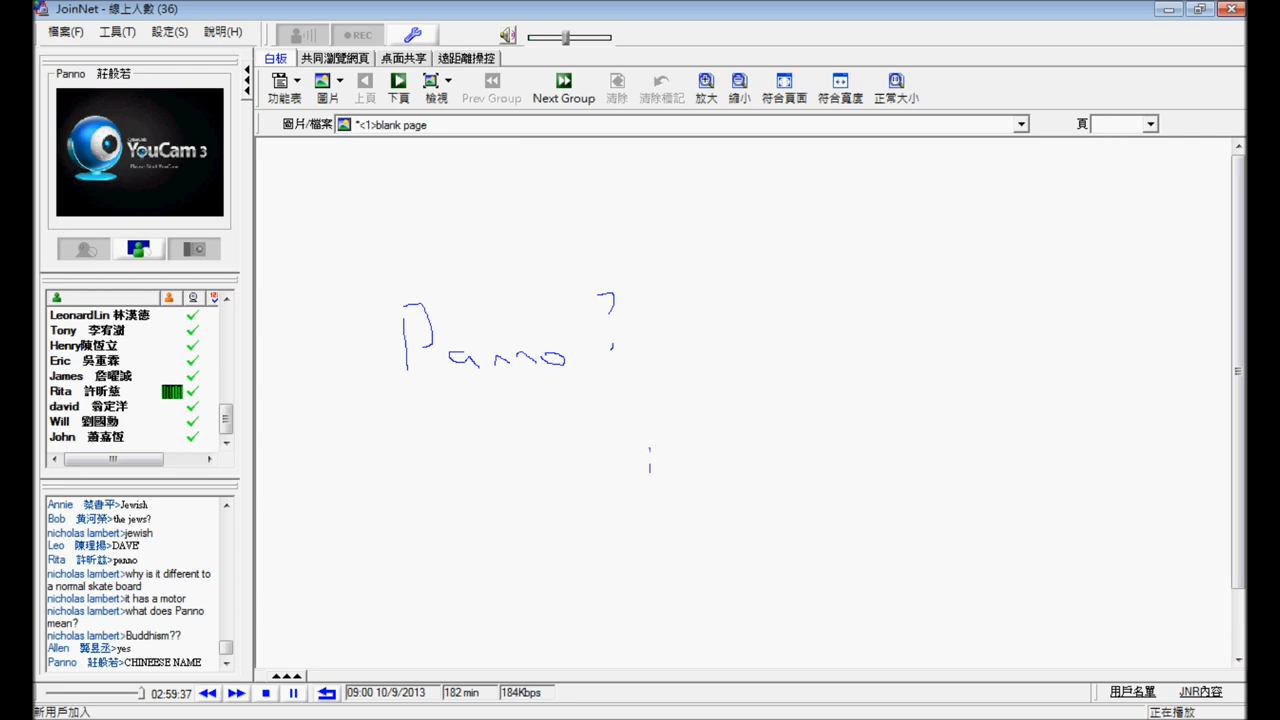 JoinNet - 線上人數 (36)
檔案(F) 工具(T) 設定(S) 說明(H)
REC
白板 共同瀏覽網頁 桌面共享 遠距離操控
功能表 圖片 上頁 下頁 檢視 Prev Group Next Group 清除 清除標記 放大 縮小 符合頁面 符合寬度 正常大小
圖片/檔案 *<1>blank page 頁
Panno 莊般若
YouCam 3
LeonardLin 林漢德
Tony 李宥澍
Henry陳恆立
Eric 吳重霖
James 詹曜誠
Rita 許昕慈
david 翁定洋
Will 劉國勳
John 蕭嘉恆
Panno ?
Annie 蔡書平>Jewish
Bob 黃河榮>the jews?
nicholas lambert>jewish
Leo 陳理揚>DAVE
Rita 許昕慈>panno
nicholas lambert>why is it different to
a normal skate board
nicholas lambert>it has a motor
nicholas lambert>what does Panno
mean?
nicholas lambert>Buddhism??
Allen 龔昱丞>yes
Panno 莊般若>CHINEESE NAME
02:59:37 09:00 10/9/2013 182 min 184Kbps 用戶名單 JNR內容
新用戶加入 正在播放